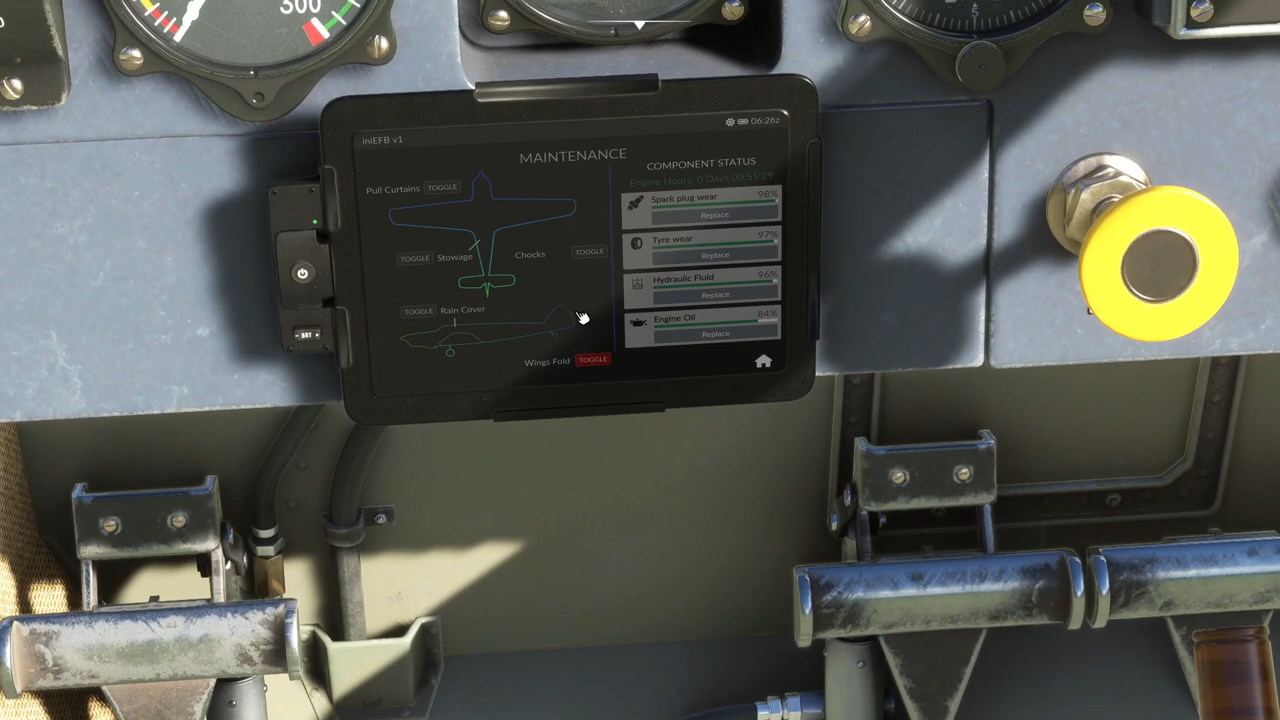 300
iniEFB v1
06:26z
MAINTENANCE
COMPONENT STATUS
Engine Hours: 0 Days 00:55:29
Pull Curtains TOGGLE
Spark plug wear 98%
Replace
TOGGLE Stowage
Chocks TOGGLE
Tyre wear 97%
Replace
Hydraulic Fluid 96%
Replace
TOGGLE Rain Cover
Engine Oil 84%
Replace
Wings Fold TOGGLE
BRT